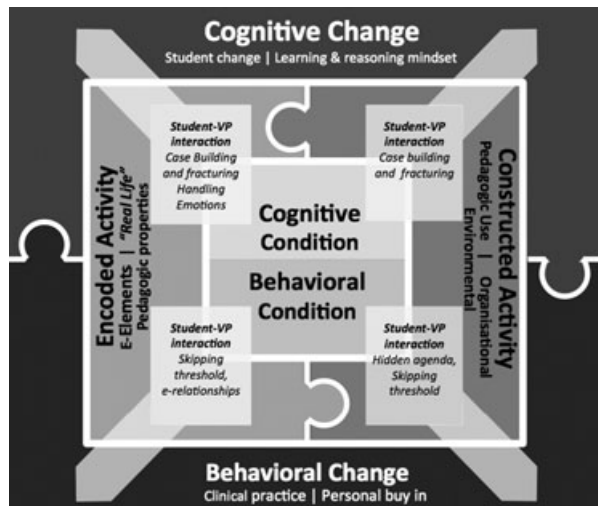 Cognitive Change
Student change | Learning & reasoning mindset
Student-VP
interaction
Case Building
and fracturing
Handling
Emotions
Student-VP
interaction
Case building
and fracturing
Encoded Activity
E-Elements | "Real Life"
Pedagogic properties
Cognitive
Condition
Behavioral
Condition
Constructed Activity
Pedagogic Use | Organisational
Environmental
Student-VP
interaction
Skipping
threshold,
e-relationships
Student-VP
interaction
Hidden agenda,
Skipping
threshold
Behavioral Change
Clinical practice | Personal buy in